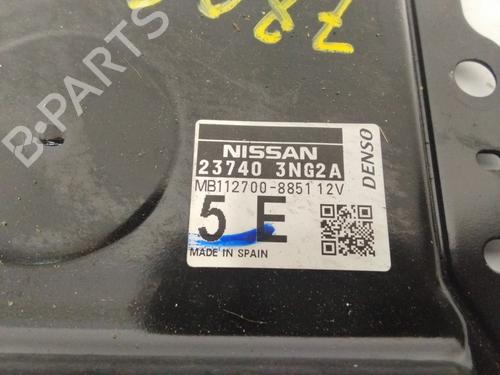 B-PARTS
NISSAN
23740 3NG2A
MB112700-8851 12V
5 E
MADE IN SPAIN
DENSO